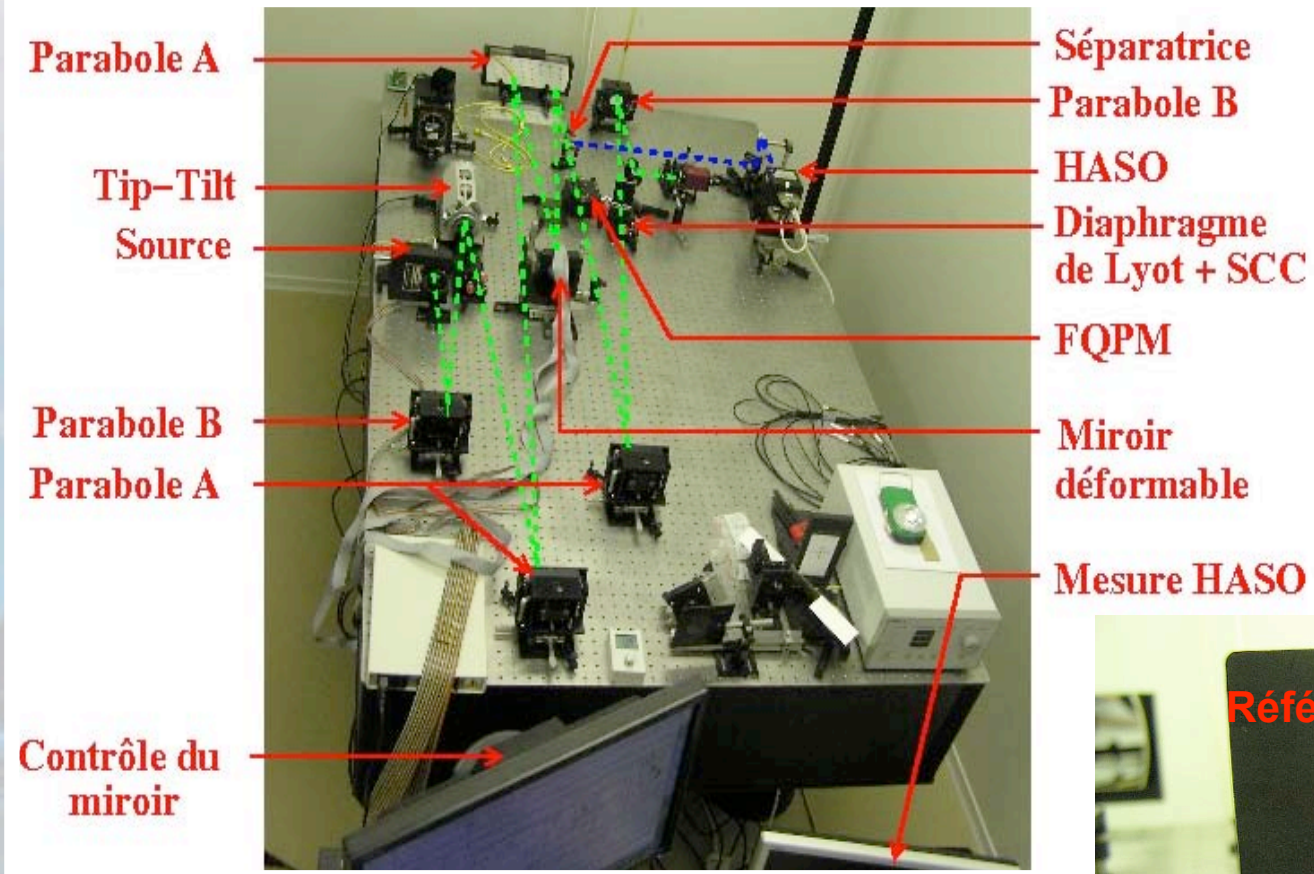 Parabole A
Tip-Tilt
Source
Parabole B
Parabole A
Contrôle du
miroir
Séparatrice
Parabole B
HASO
Diaphragme
de Lyot + SCC
FQPM
Miroir
déformable
Mesure HASO